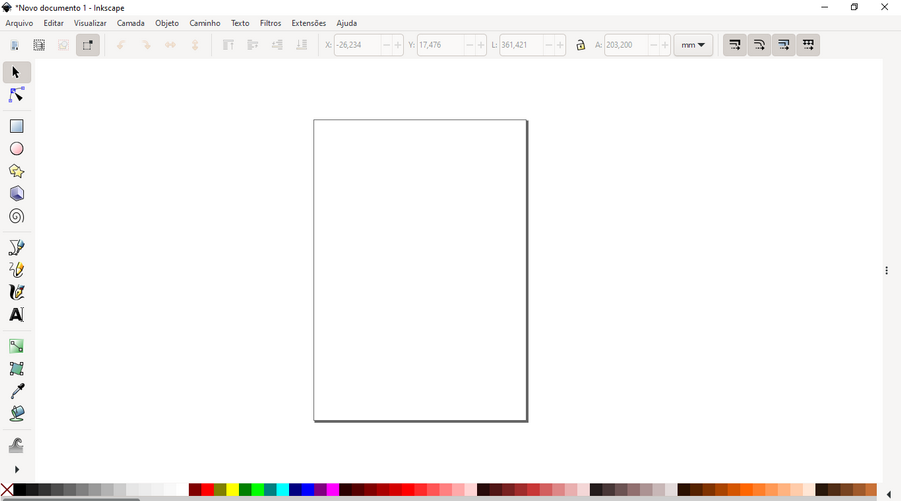 *Novo documento 1 - Inkscape
Arquivo Editar Visualizar Camada Objeto Caminho Texto Filtros Extensões Ajuda
X: -26,234 Y: 17,476 L: 361,421 A: 203,200 mm